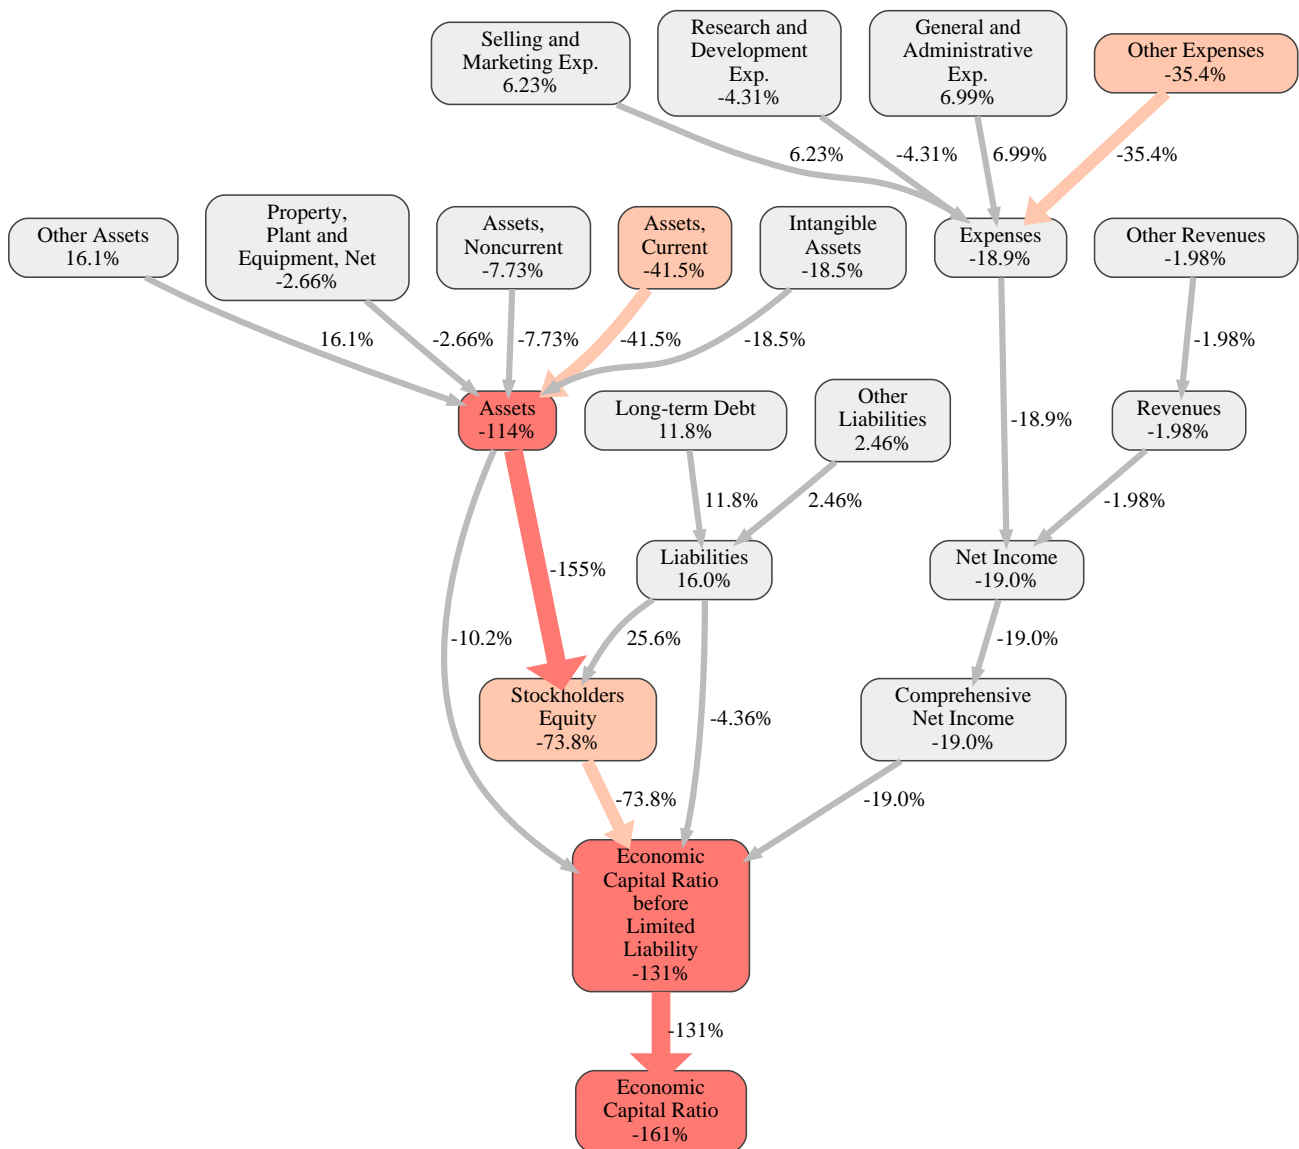 Selling and
Marketing Exp.
6.23%
Research and
Development
Exp.
-4.31%
General and
Administrative
Exp.
6.99%
Other Expenses
-35.4%
6.23%
-4.31%
6.99%
-35.4%
Other Assets
16.1%
Property,
Plant and
Equipment, Net
-2.66%
Assets,
Noncurrent
-7.73%
Assets,
Current
-41.5%
Intangible
Assets
-18.5%
Expenses
-18.9%
Other Revenues
-1.98%
16.1%
-2.66%
-7.73%
-41.5%
-18.5%
-1.98%
Assets
-114%
Long-term Debt
11.8%
Other
Liabilities
2.46%
-18.9%
Revenues
-1.98%
11.8%
2.46%
-1.98%
-155%
Liabilities
16.0%
Net Income
-19.0%
-10.2%
25.6%
-19.0%
Stockholders
Equity
-73.8%
-4.36%
Comprehensive
Net Income
-19.0%
-73.8%
-19.0%
Economic
Capital Ratio
before
Limited
Liability
-131%
-131%
Economic
Capital Ratio
-161%